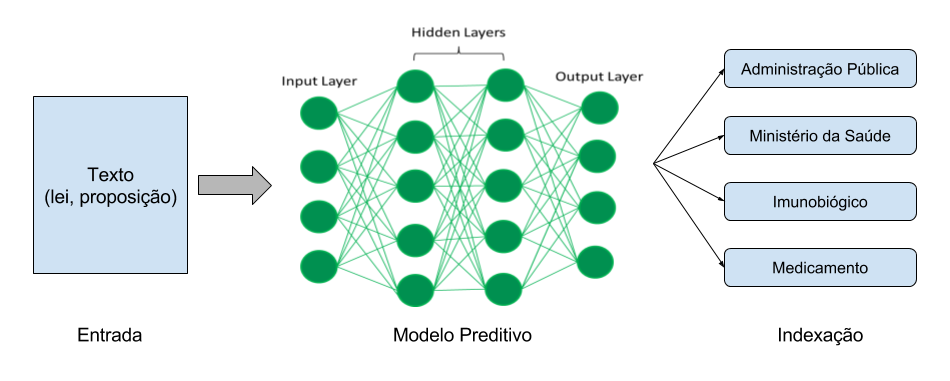 Hidden Layers
Input Layer
Output Layer
Texto
(lei, proposição)
Administração Pública
Ministério da Saúde
Imunobiógico
Medicamento
Entrada
Modelo Preditivo
Indexação